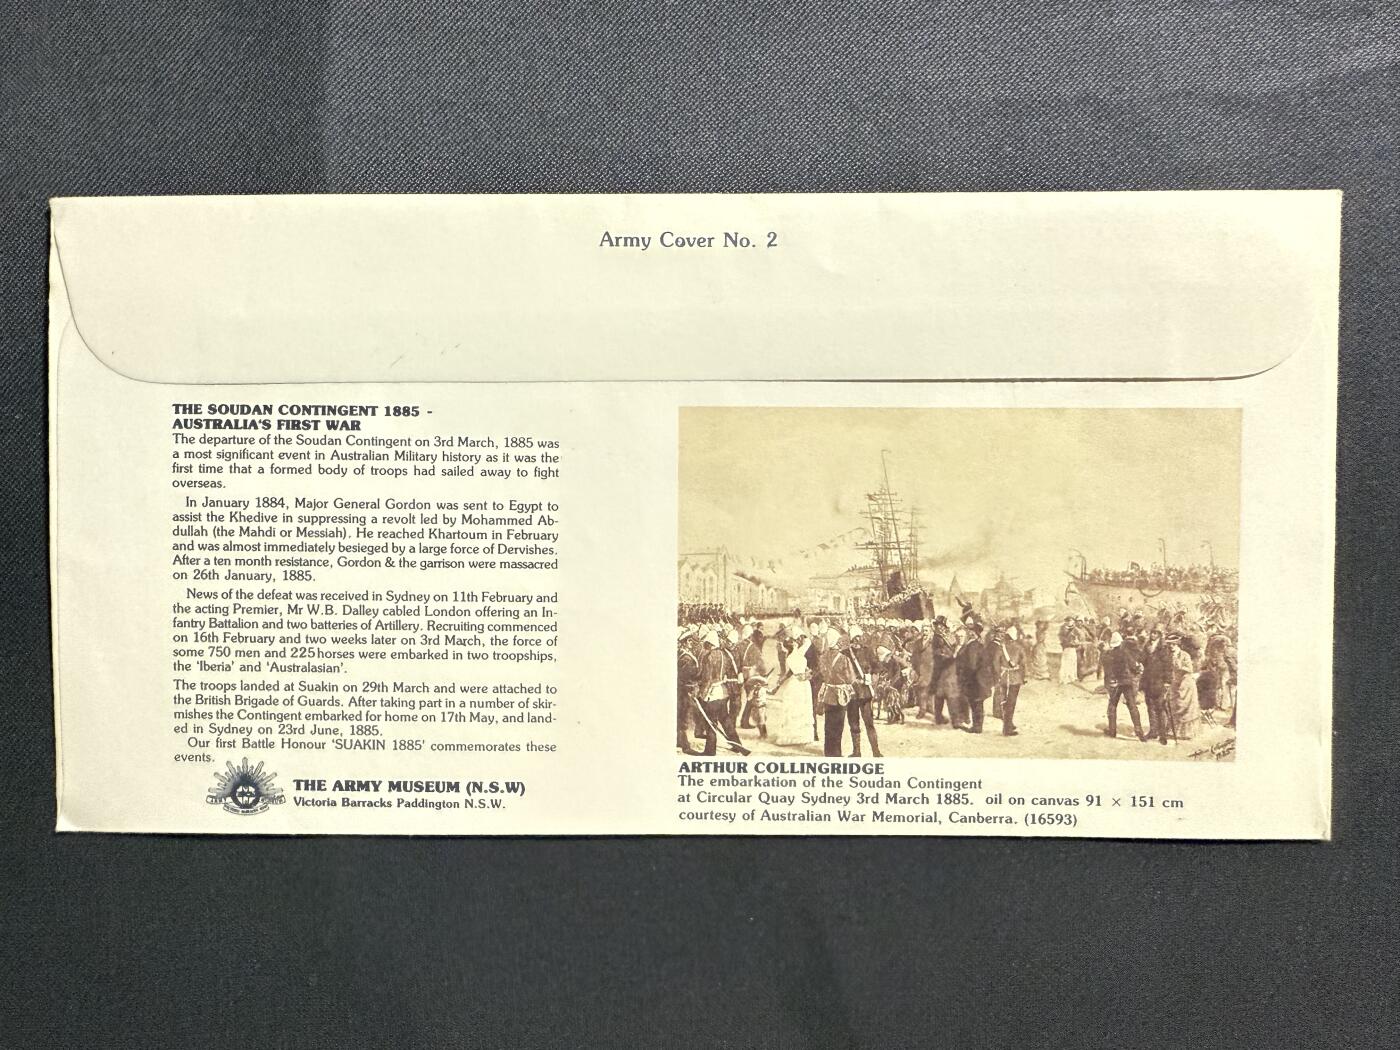 Army Cover No. 2
THE SOUDAN CONTINGENT 1885 -
AUSTRALIA'S FIRST WAR
The departure of the Soudan Contingent on 3rd March, 1885 was
a most significant event in Australian Military history as it was the
first time that a formed body of troops had sailed away to fight
overseas.
In January 1884, Major General Gordon was sent to Egypt to
assist the Khedive in suppressing a revolt led by Mohammed Ab-
dullah (the Mahdi or Messiah). He reached Khartoum in February
and was almost immediately besieged by a large force of Dervishes.
After a ten month resistance, Gordon & the garrison were massacred
on 26th January, 1885.
News of the defeat was received in Sydney on 11th February and
the acting Premier, Mr W.B. Dalley cabled London offering an In-
fantry Battalion and two batteries of Artillery. Recruiting commenced
on 16th February and two weeks later on 3rd March, the force of
some 750 men and 225 horses were embarked in two troopships,
the 'Iberia' and 'Australasian'.
The troops landed at Suakin on 29th March and were attached to
the British Brigade of Guards. After taking part in a number of skir-
mishes the Contingent embarked for home on 17th May, and land-
ed in Sydney on 23rd June, 1885.
Our first Battle Honour 'SUAKIN 1885' commemorates these
events.
THE ARMY MUSEUM (N.S.W)
Victoria Barracks Paddington N.S.W.
ARTHUR COLLINGRIDGE
The embarkation of the Soudan Contingent
at Circular Quay Sydney 3rd March 1885. oil on canvas 91 × 151 cm
courtesy of Australian War Memorial, Canberra. (16593)